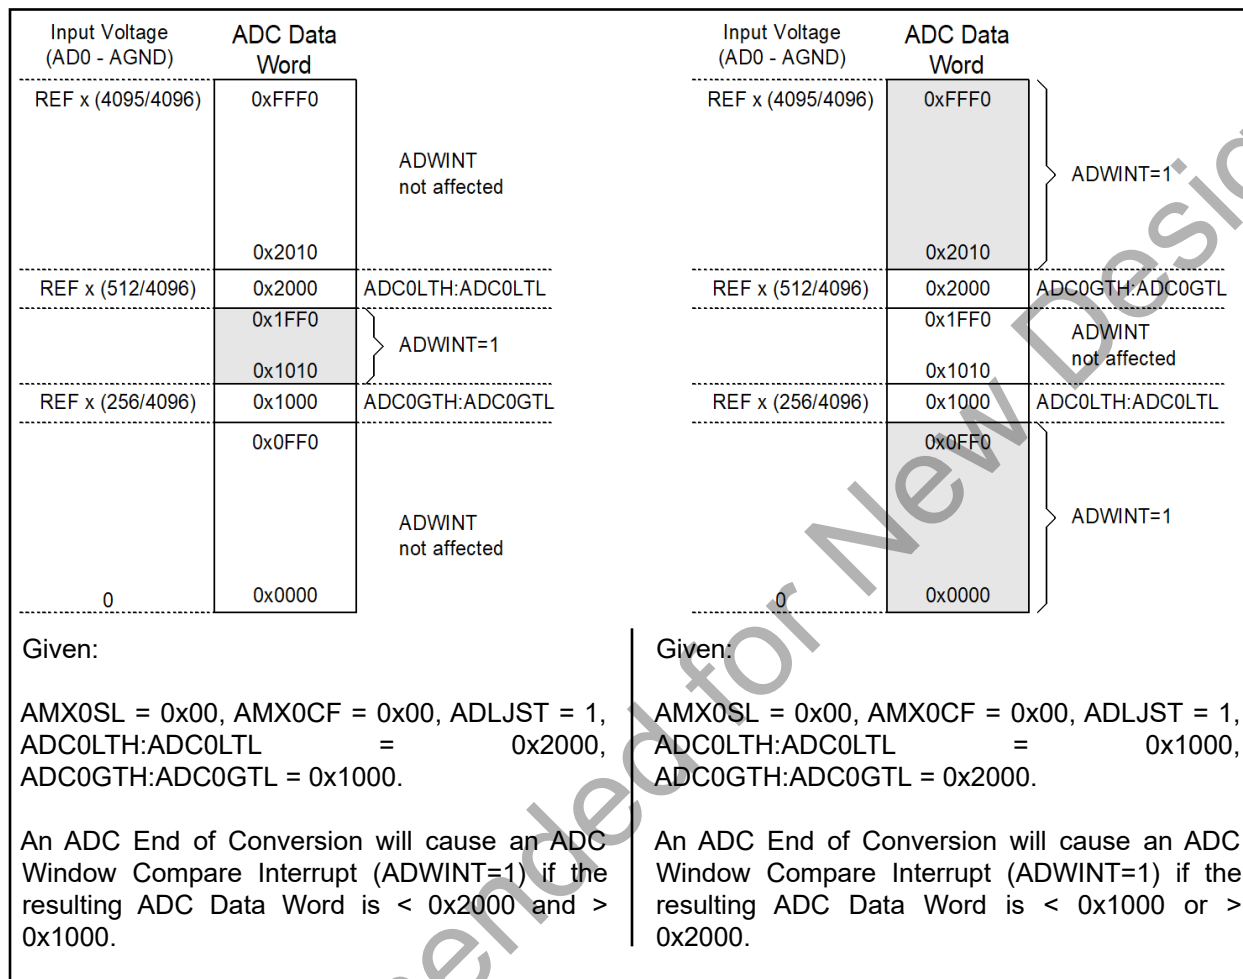 Input Voltage
(AD0 - AGND)
ADC Data
Word
REF x (4095/4096)
0xFFF0
ADWINT
not affected
0x2010
REF x (512/4096)
0x2000
ADC0LTH:ADC0LTL
0x1FF0
ADWINT=1
0x1010
REF x (256/4096)
0x1000
ADC0GTH:ADC0GTL
0x0FF0
ADWINT
not affected
0
0x0000
Given:
AMX0SL = 0x00, AMX0CF = 0x00, ADLJST = 1,
ADC0LTH:ADC0LTL = 0x2000,
ADC0GTH:ADC0GTL = 0x1000.
An ADC End of Conversion will cause an ADC
Window Compare Interrupt (ADWINT=1) if the
resulting ADC Data Word is < 0x2000 and >
0x1000.
Input Voltage
(AD0 - AGND)
ADC Data
Word
REF x (4095/4096)
0xFFF0
ADWINT=1
0x2010
REF x (512/4096)
0x2000
ADC0GTH:ADC0GTL
0x1FF0
ADWINT
not affected
0x1010
REF x (256/4096)
0x1000
ADC0LTH:ADC0LTL
0x0FF0
ADWINT=1
0
0x0000
Given:
AMX0SL = 0x00, AMX0CF = 0x00, ADLJST = 1,
ADC0LTH:ADC0LTL = 0x1000,
ADC0GTH:ADC0GTL = 0x2000.
An ADC End of Conversion will cause an ADC
Window Compare Interrupt (ADWINT=1) if the
resulting ADC Data Word is < 0x1000 or >
0x2000.
ended for New Desig